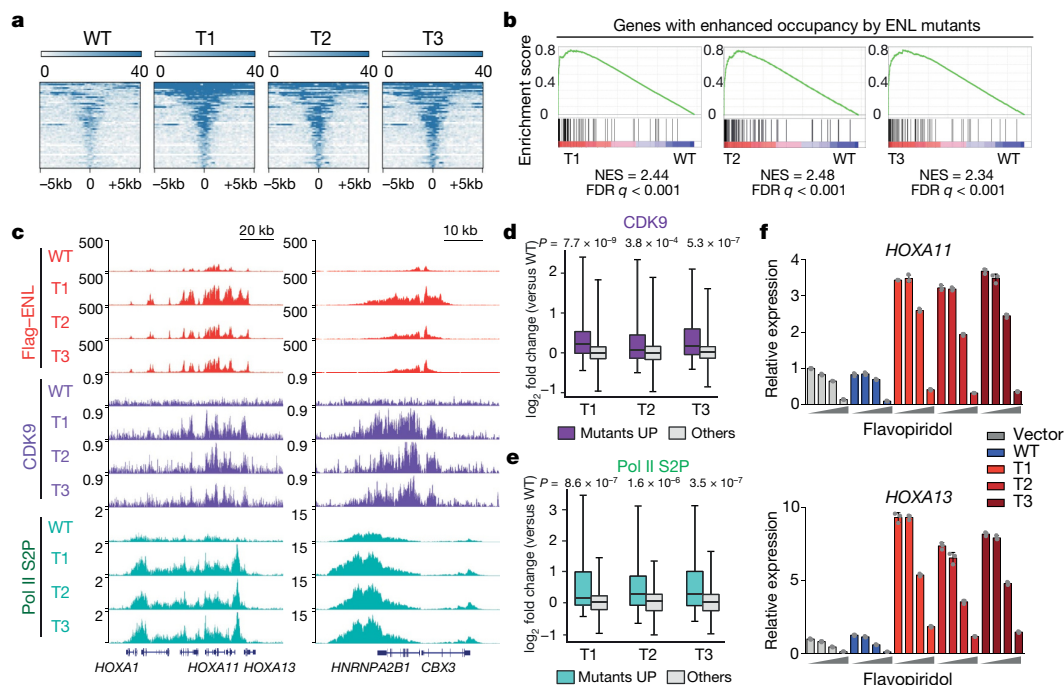 a
WT T1 T2 T3
0 40 0 40 0 40 0 40
−5kb 0 +5kb −5kb 0 +5kb −5kb 0 +5kb −5kb 0 +5kb
b
Genes with enhanced occupancy by ENL mutants
Enrichment score
0.8 0.8 0.8
0.4 0.4 0.4
0 0 0
T1 WT T2 WT T3 WT
NES = 2.44 NES = 2.48 NES = 2.34
FDR q < 0.001 FDR q < 0.001 FDR q < 0.001
c
20 kb 10 kb
Flag–ENL
500 500
WT
500 500
T1
500 500
T2
500 500
T3
CDK9
0.9 0.9
WT
0.9 0.9
T1
0.9 0.9
T2
0.9 0.9
T3
Pol II S2P
2 15
WT
2 15
T1
2 15
T2
2 15
T3
HOXA1 HOXA11 HOXA13 HNRNPA2B1 CBX3
d
CDK9
P = 7.7 × 10−9 3.8 × 10−4 5.3 × 10−7
log2 fold change (versus WT)
2
1
0
−1
T1 T2 T3
Mutants UP Others
e
Pol II S2P
P = 8.6 × 10−7 1.6 × 10−6 3.5 × 10−7
log2 fold change (versus WT)
3
2
1
0
−1
T1 T2 T3
Mutants UP Others
f
HOXA11
Relative expression
4
3
2
1
0
Flavopiridol
Vector
WT
T1
T2
T3
HOXA13
Relative expression
10
5
0
Flavopiridol